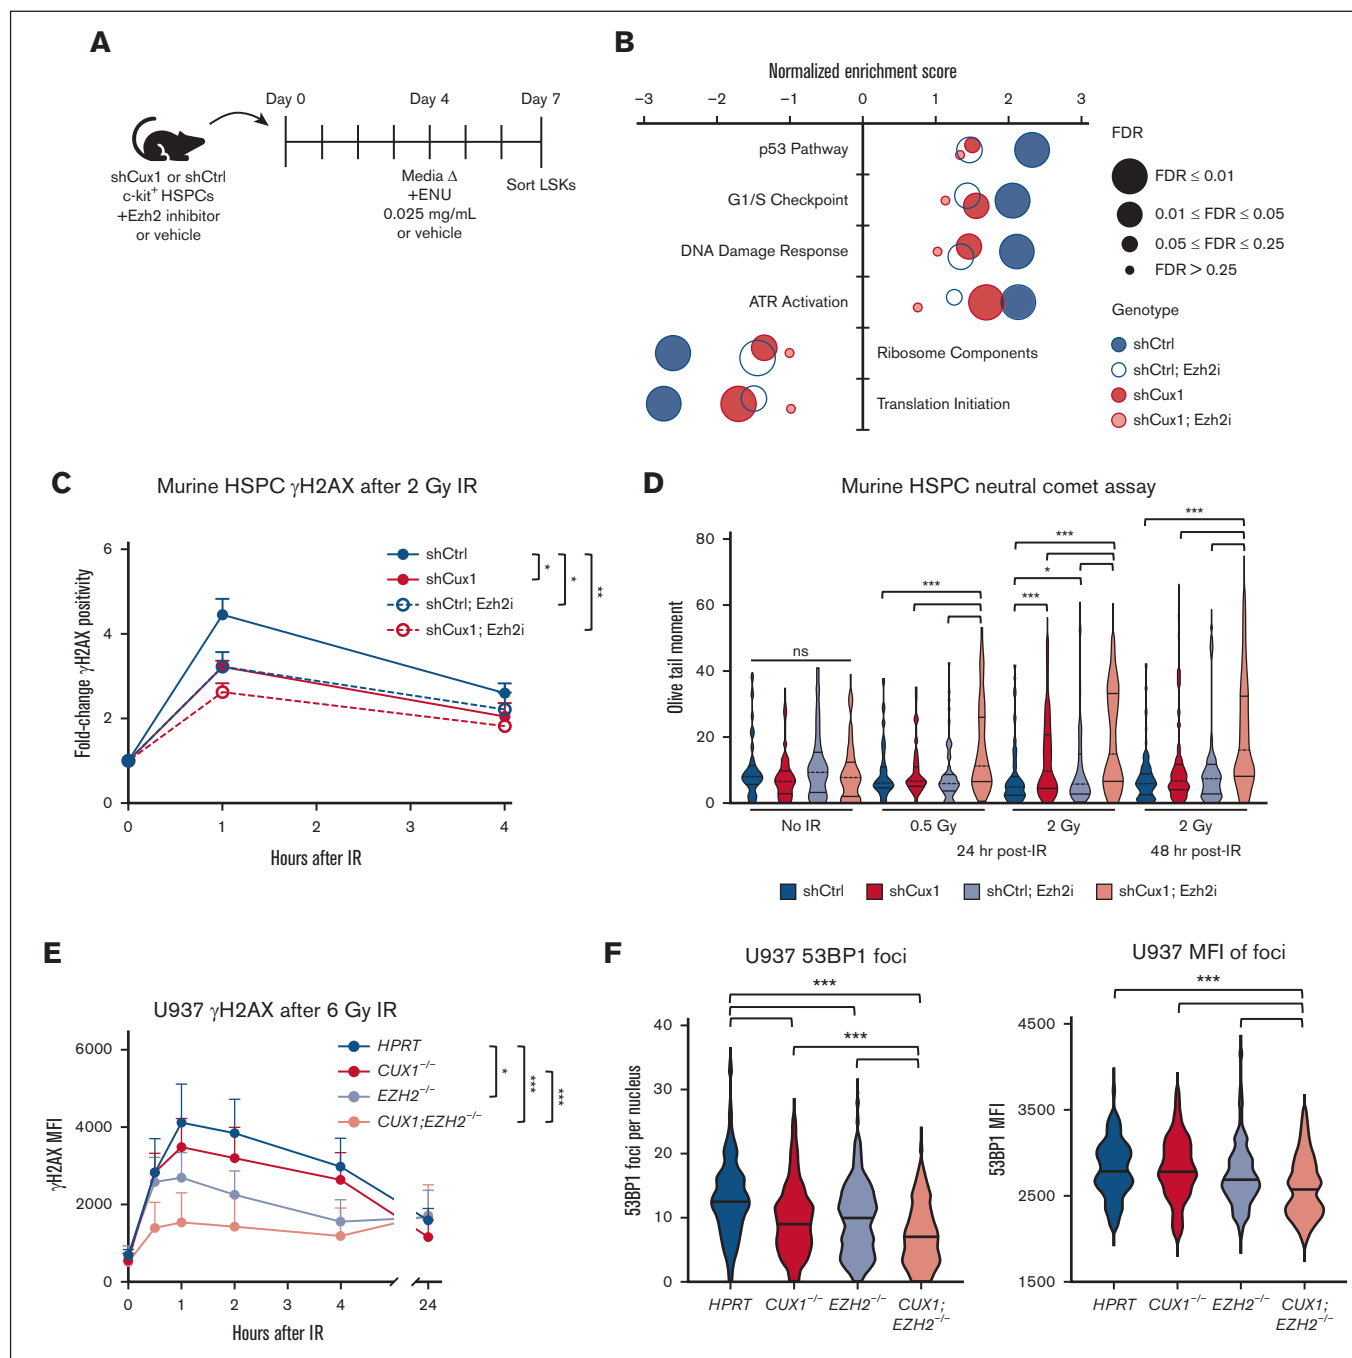 A
Day 0
Day 4
Day 7
shCux1 or shCtrl
c-kit+ HSPCs
+Ezh2 inhibitor
or vehicle
Media Δ
+ENU
0.025 mg/mL
or vehicle
Sort LSKs
B
Normalized enrichment score
−3 −2 −1 0 1 2 3
p53 Pathway
G1/S Checkpoint
DNA Damage Response
ATR Activation
Ribosome Components
Translation Initiation
FDR
FDR ≤ 0.01
0.01 ≤ FDR ≤ 0.05
0.05 ≤ FDR ≤ 0.25
FDR > 0.25
Genotype
shCtrl
shCtrl; Ezh2i
shCux1
shCux1; Ezh2i
C
Murine HSPC γH2AX after 2 Gy IR
Fold-change γH2AX positivity
6
4
2
0
0 1 2 3 4
Hours after IR
shCtrl
shCux1
shCtrl; Ezh2i
shCux1; Ezh2i
*
*
**
D
Murine HSPC neutral comet assay
Olive tail moment
80
60
40
20
0
ns
***
***
*
***
***
No IR
0.5 Gy
2 Gy
2 Gy
24 hr post-IR
48 hr post-IR
shCtrl shCux1 shCtrl; Ezh2i shCux1; Ezh2i
E
U937 γH2AX after 6 Gy IR
γH2AX MFI
6000
4000
2000
0
0 1 2 3 4 24
Hours after IR
HPRT
CUX1−/−
EZH2−/−
CUX1;EZH2−/−
*
***
***
F
U937 53BP1 foci
53BP1 foci per nucleus
40
30
20
10
0
***
***
HPRT CUX1−/− EZH2−/− CUX1;
EZH2−/−
U937 MFI of foci
53BP1 MFI
4500
3500
2500
1500
***
HPRT CUX1−/− EZH2−/− CUX1;
EZH2−/−